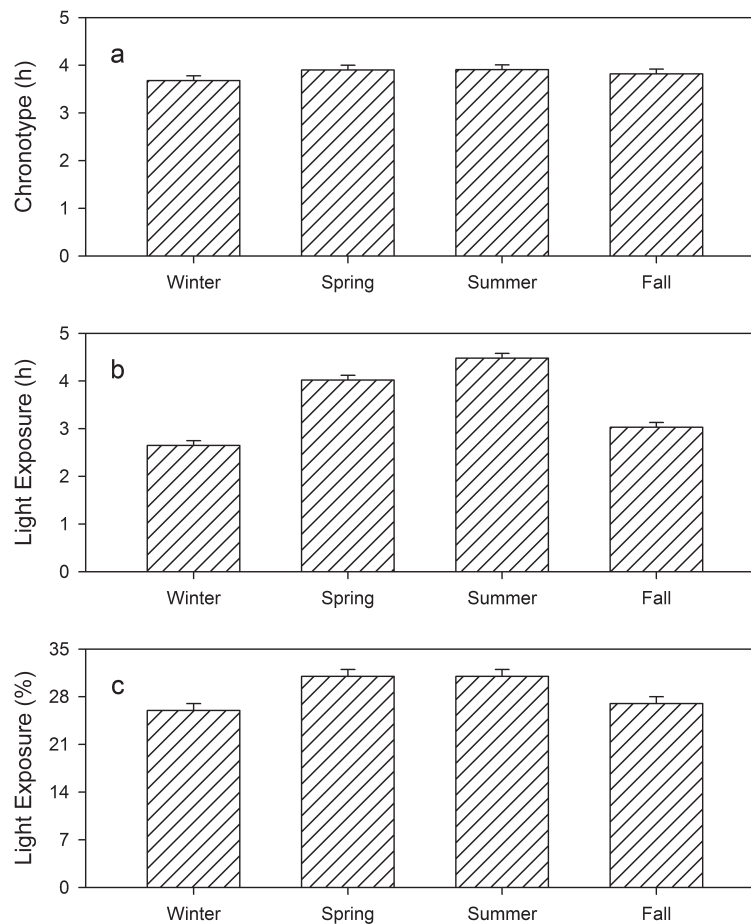 a
Chronotype (h)
5
4
3
2
1
0
Winter Spring Summer Fall
b
Light Exposure (h)
5
4
3
2
1
0
Winter Spring Summer Fall
c
Light Exposure (%)
35
28
21
14
7
0
Winter Spring Summer Fall